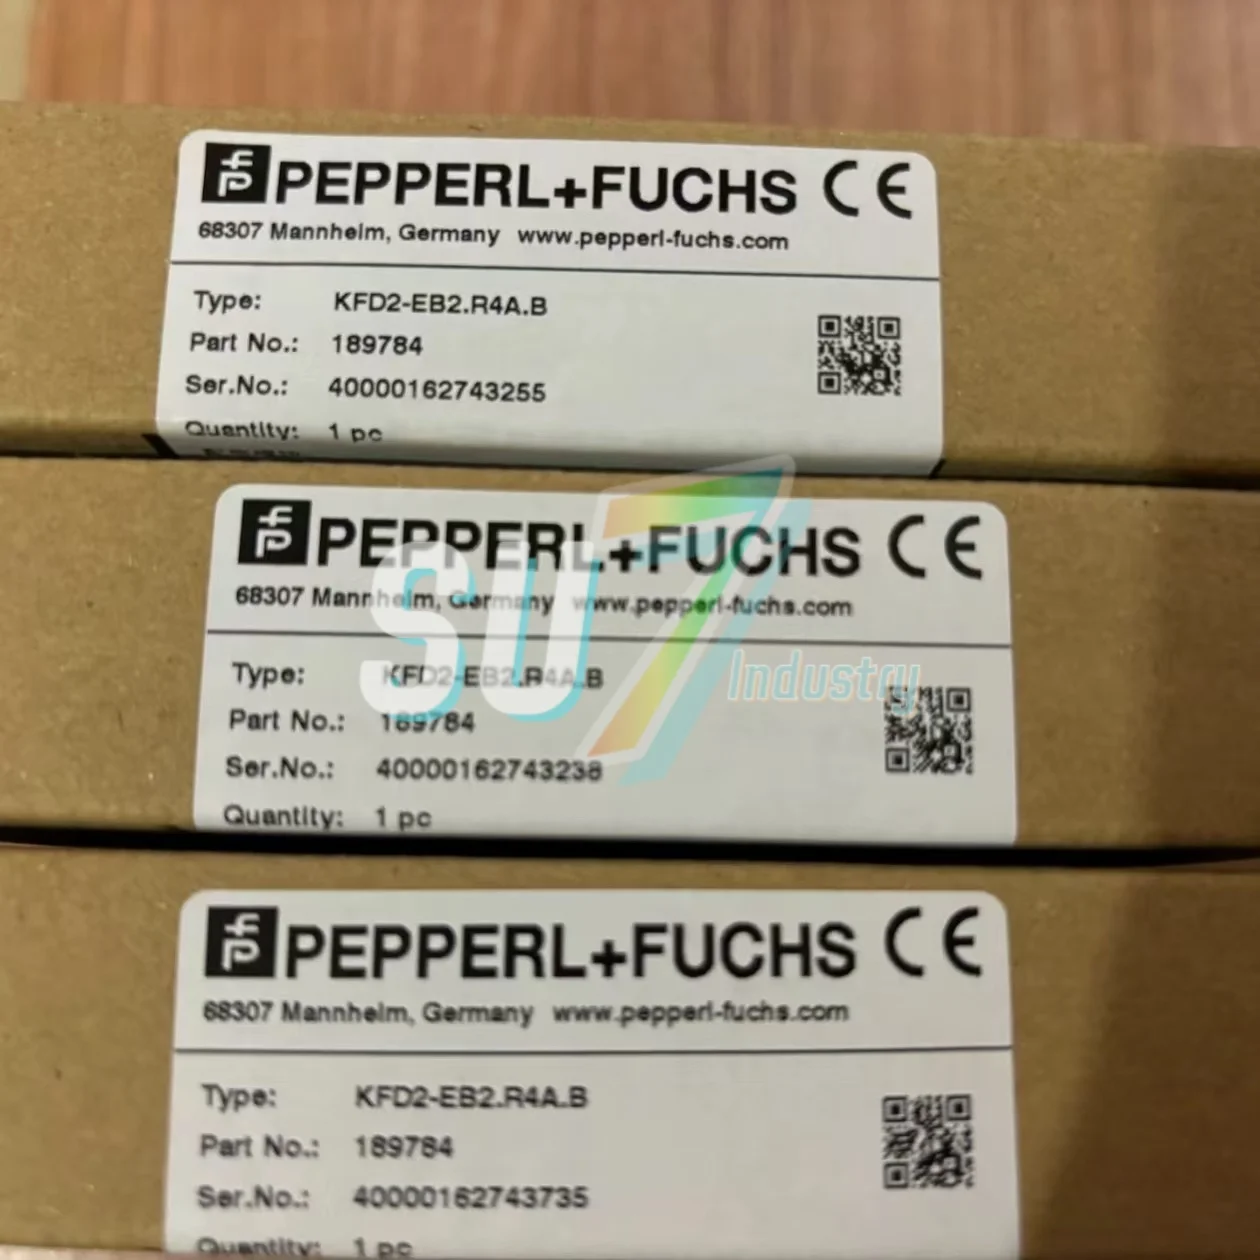 PEPPERL+FUCHS CE
68307 Mannheim, Germany www.pepperl-fuchs.com
Type: KFD2-EB2.R4A.B
Part No.: 189784
Ser.No.: 40000162743255
Quantity: 1 pc
PEPPERL+FUCHS CE
68307 Mannheim, Germany www.pepperl-fuchs.com
SU7 Industry
Type: KFD2-EB2.R4A.B
Part No.: 189784
Ser.No.: 40000162743238
Quantity: 1 pc
PEPPERL+FUCHS CE
68307 Mannheim, Germany www.pepperl-fuchs.com
Type: KFD2-EB2.R4A.B
Part No.: 189784
Ser.No.: 40000162743735
Quantity: 1 pc